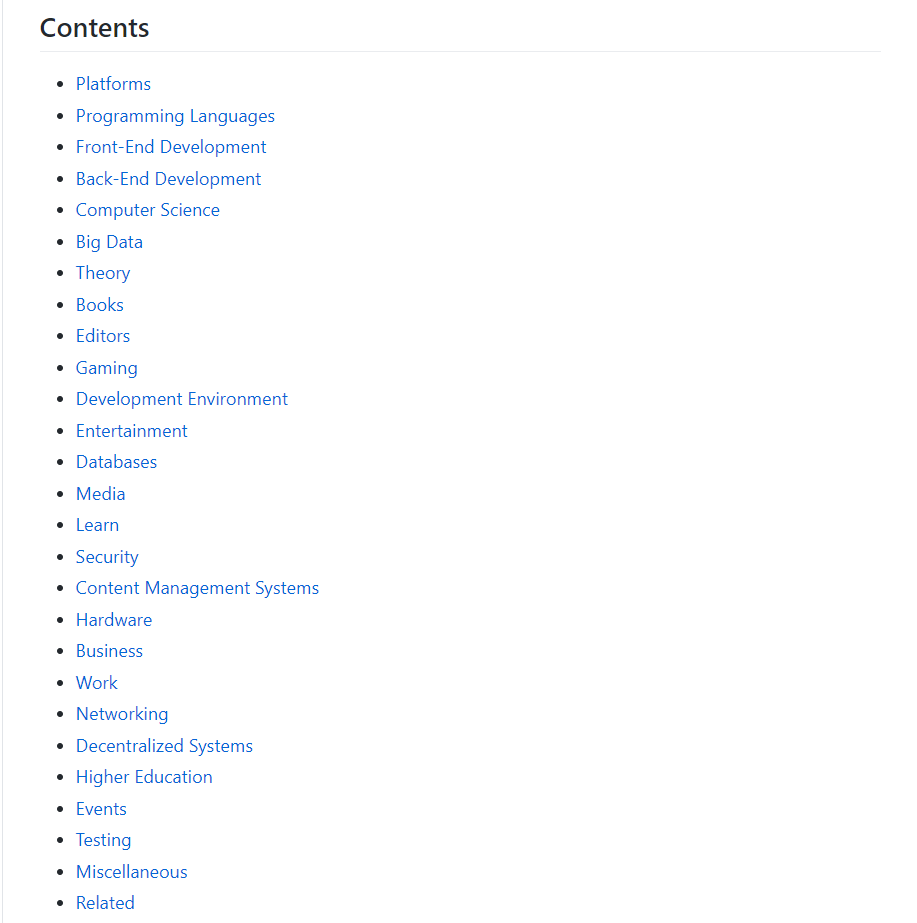 Contents
Platforms
Programming Languages
Front-End Development
Back-End Development
Computer Science
Big Data
Theory
Books
Editors
Gaming
Development Environment
Entertainment
Databases
Media
Learn
Security
Content Management Systems
Hardware
Business
Work
Networking
Decentralized Systems
Higher Education
Events
Testing
Miscellaneous
Related